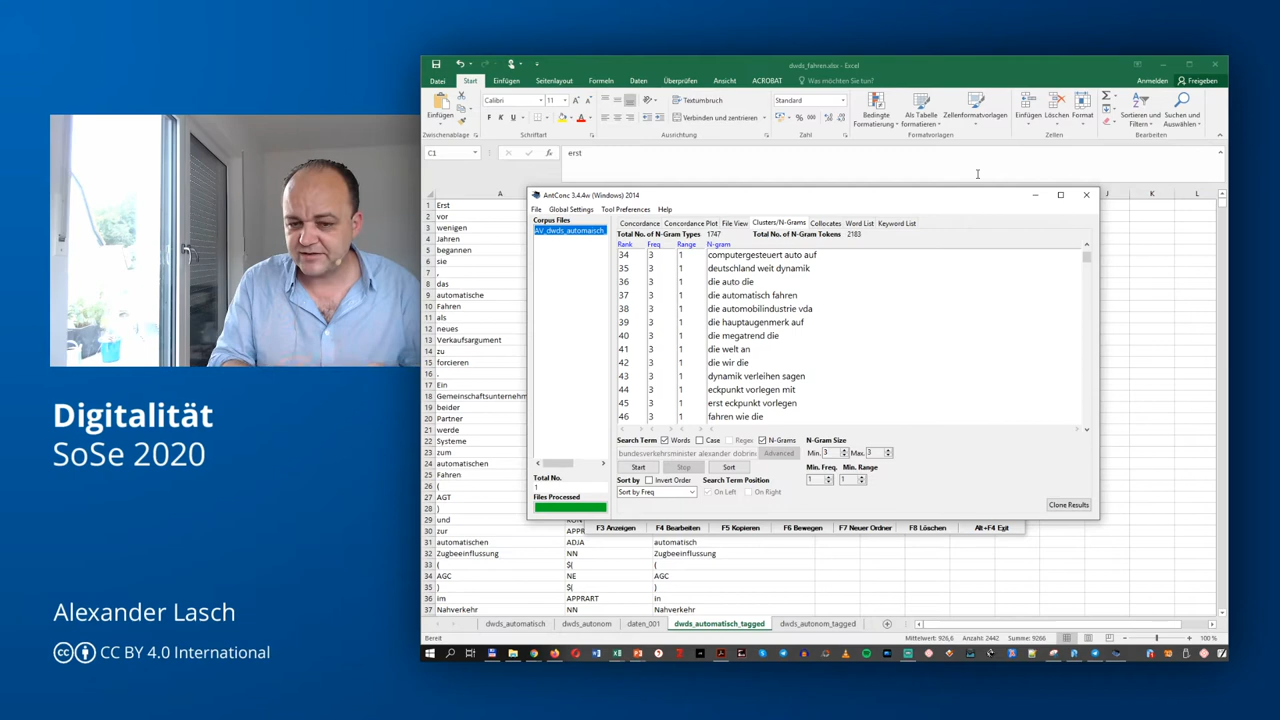 dwds_fahren.xlsx - Excel
Datei Start Einfügen Seitenlayout Formeln Daten Überprüfen Ansicht ACROBAT Was möchten Sie tun? Anmelden Freigeben
Calibri 11 Textumbruch Standard
Einfügen F K U Verbinden und zentrieren Bedingte Formatierung Als Tabelle formatieren Zellenformatvorlagen Einfügen Löschen Format Sortieren und Filtern Suchen und Auswählen
Zwischenablage Schriftart Ausrichtung Zahl Formatvorlagen Zellen Bearbeiten
C1 erst
A J K L
1 Erst
2 vor
3 wenigen
4 Jahren
5 begannen
6 sie
7 ,
8 das
9 automatische
10 Fahren
11 als
12 neues
13 Verkaufsargument
14 zu
15 forcieren
16 .
17 Ein
18 Gemeinschaftsunternehm
19 beider
20 Partner
21 werde
22 Systeme
23 zum
24 automatischen
25 Fahren
26 (
27 AGT
28 )
29 und
30 zur APPR
31 automatischen ADJA automatisch
32 Zugbeeinflussung NN Zugbeeinflussung
33 ( $( (
34 AGC NE AGC
35 ) $( )
36 im APPRART in
37 Nahverkehr NN Nahverkehr
AntConc 3.4.4w (Windows) 2014
File Global Settings Tool Preferences Help
Corpus Files
AV_dwds_automaisch
Concordance Concordance Plot File View Clusters/N-Grams Collocates Word List Keyword List
Total No. of N-Gram Types 1747 Total No. of N-Gram Tokens 2183
Rank Freq Range N-gram
34 3 1 computergesteuert auto auf
35 3 1 deutschland weit dynamik
36 3 1 die auto die
37 3 1 die automatisch fahren
38 3 1 die automobilindustrie vda
39 3 1 die hauptaugenmerk auf
40 3 1 die megatrend die
41 3 1 die welt an
42 3 1 die wir die
43 3 1 dynamik verleihen sagen
44 3 1 eckpunkt vorlegen mit
45 3 1 erst eckpunkt vorlegen
46 3 1 fahren wie die
Search Term Words Case Regex N-Grams N-Gram Size
bundesverkehrsminister alexander dobrin Advanced Min. 3 Max. 3
Start Stop Sort Min. Freq. Min. Range
Sort by Invert Order Search Term Position 1 1
Sort by Freq On Left On Right
Total No.
1
Files Processed
Clone Results
F3 Anzeigen F4 Bearbeiten F5 Kopieren F6 Bewegen F7 Neuer Ordner F8 Löschen Alt+F4 Exit
dwds_automatisch dwds_autonom daten_001 dwds_automatisch_tagged dwds_autonom_tagged
Bereit Mittelwert: 926,6 Anzahl: 2442 Summe: 9266 100 %
Digitalität
SoSe 2020
Alexander Lasch
CC BY 4.0 International